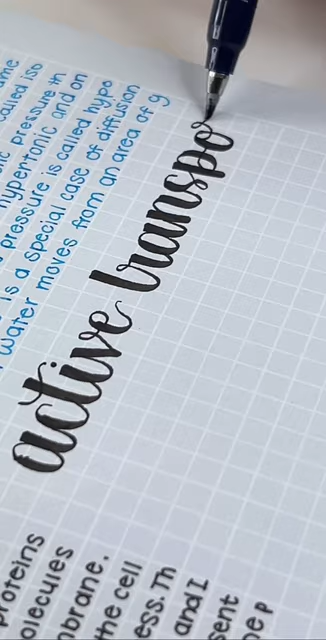 called iso
pressure in
hypertonic and on
pressure is called hypo
is a special case of diffusion
water moves from an area of g
active transpo
proteins
olecules
mbrane.
the cell
ess. Th
and I
sent
e p